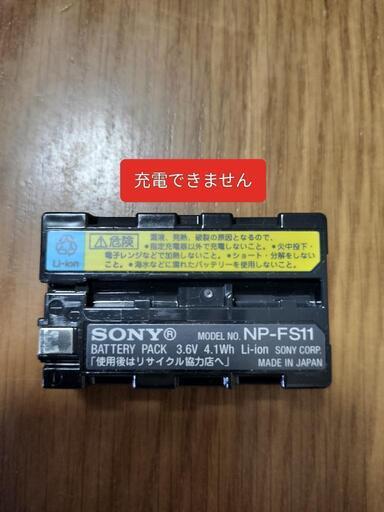 充電できません
危険
漏液、発熱、破裂の原因となるので
•指定充電器以外で充電しないこと。•火中投下・
電子レンジなどで加熱しないこと。•ショート・分解をしない
こと。•海水などに濡れたバッテリーを使用しないこと。
Li-ion
SONY®
MODEL NO. NP-FS11
BATTERY PACK 3.6V 4.1Wh Li-ion SONY CORP.
「使用後はリサイクル協力店へ」
MADE IN JAPAN